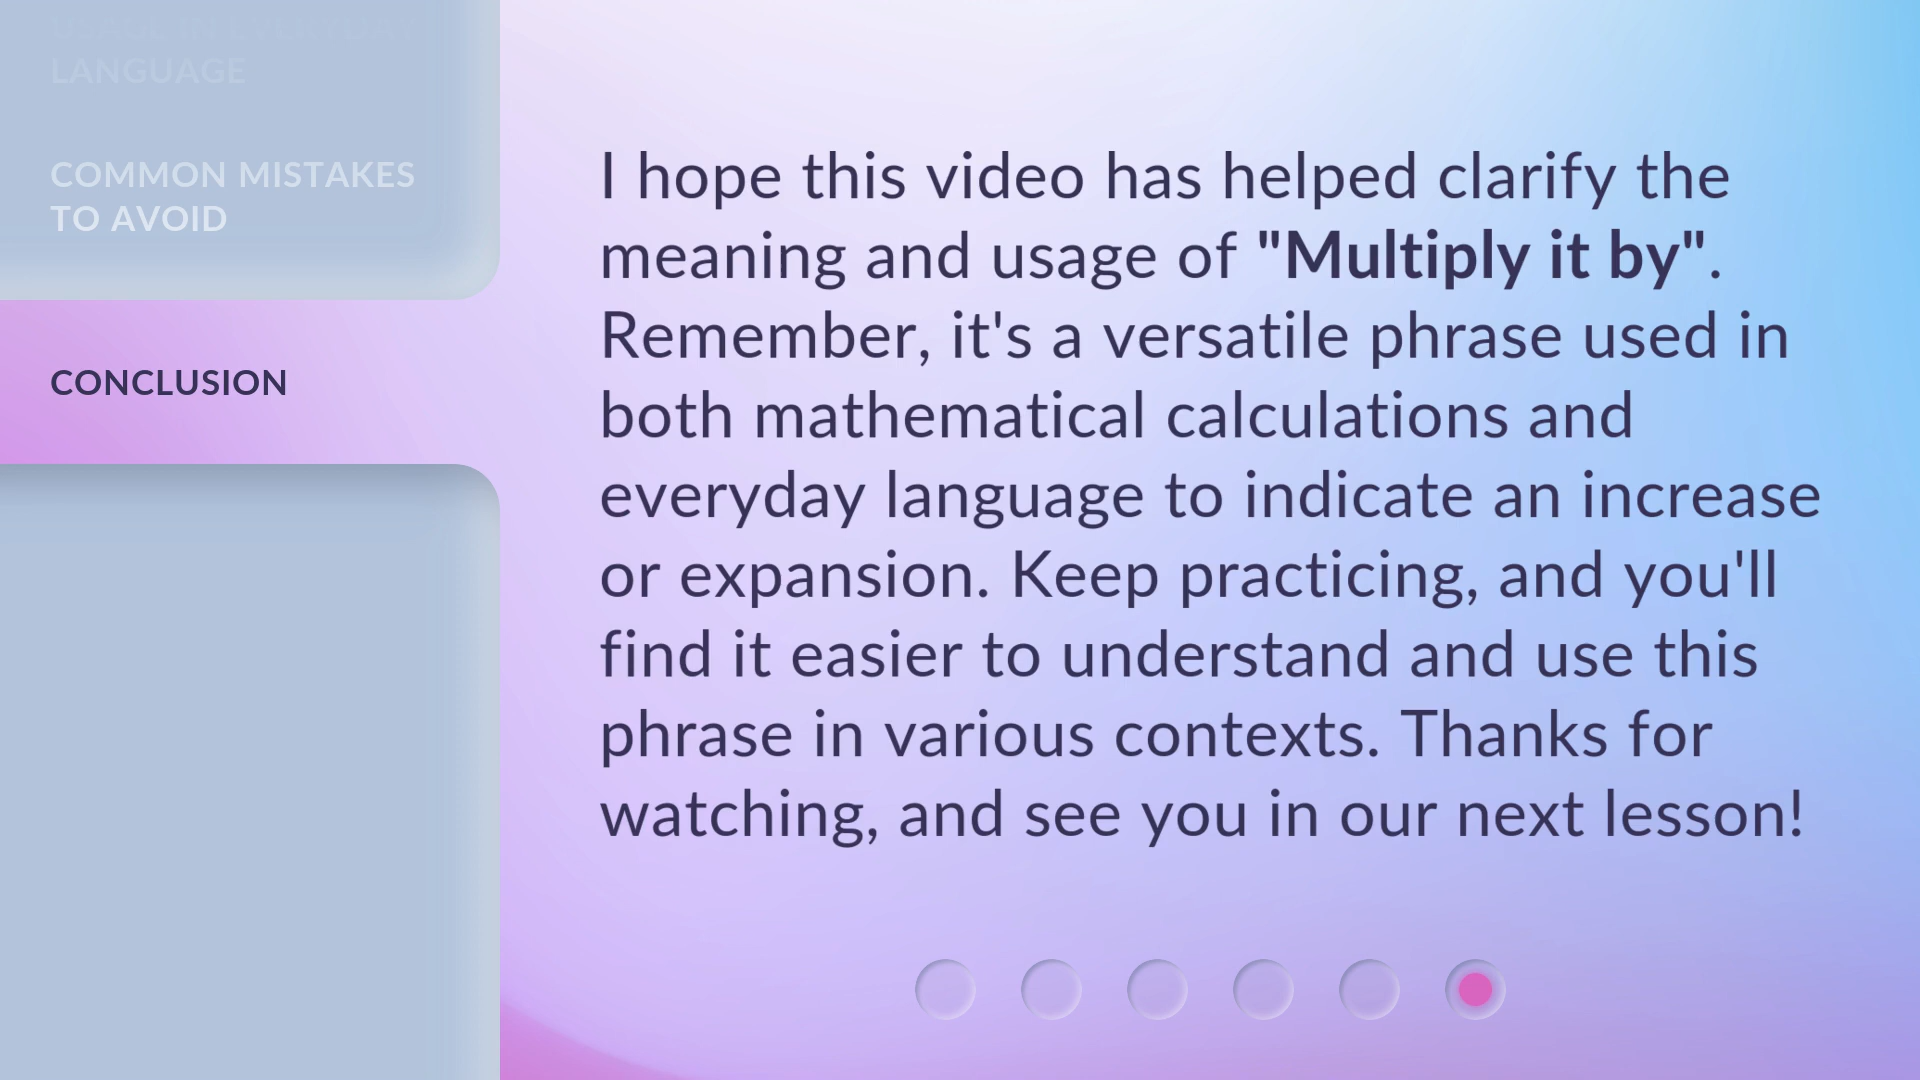 USAGE IN EVERYDAY
LANGUAGE
COMMON MISTAKES
TO AVOID
CONCLUSION
I hope this video has helped clarify the
meaning and usage of "Multiply it by".
Remember, it's a versatile phrase used in
both mathematical calculations and
everyday language to indicate an increase
or expansion. Keep practicing, and you'll
find it easier to understand and use this
phrase in various contexts. Thanks for
watching, and see you in our next lesson!